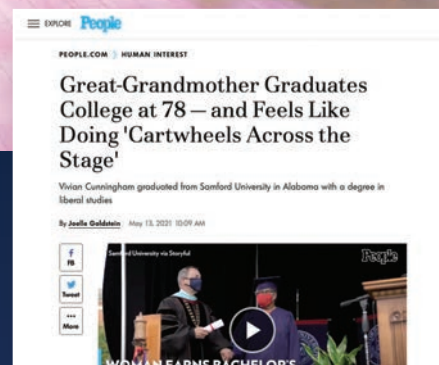 EXPLORE People
PEOPLE.COM HUMAN INTEREST
Great-Grandmother Graduates
College at 78 — and Feels Like
Doing 'Cartwheels Across the
Stage'
Vivian Cunningham graduated from Samford University in Alabama with a degree in
liberal studies
By Joelle Goldstein May 13, 2021 10:09 AM
f
FB
Tweet
...
More
Samford University via Storyful
People
WOMAN EARNS BACHELOR'S